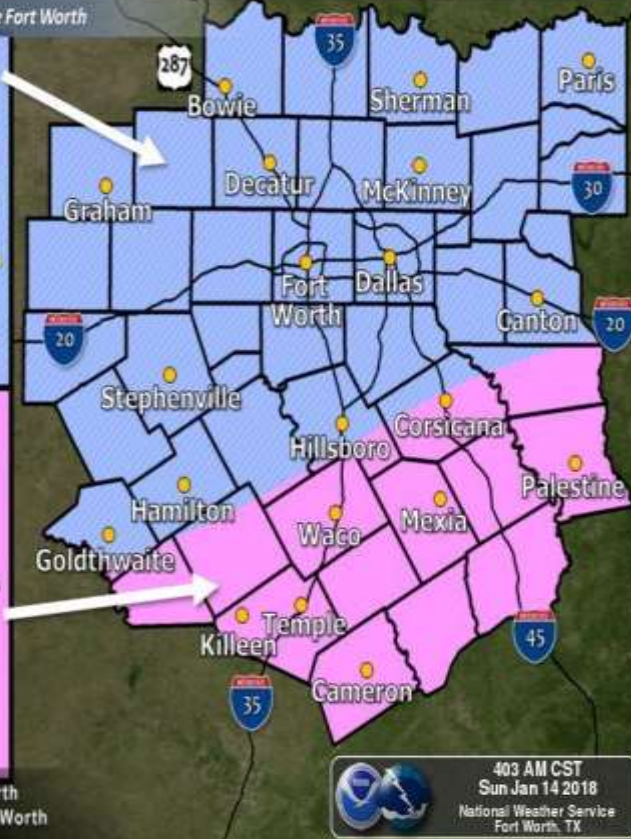 Fort Worth
35
287
Bowie
Sherman
Paris
Decatur
McKinney
30
Graham
Fort
Worth
Dallas
Canton
20
20
Stephenville
Corsicana
Hillsboro
Palestine
Hamilton
Waco
Mexia
Goldthwaite
Temple
Killeen
45
Cameron
35
403 AM CST
Sun Jan 14 2018
National Weather Service
Fort Worth, TX
rth
Worth